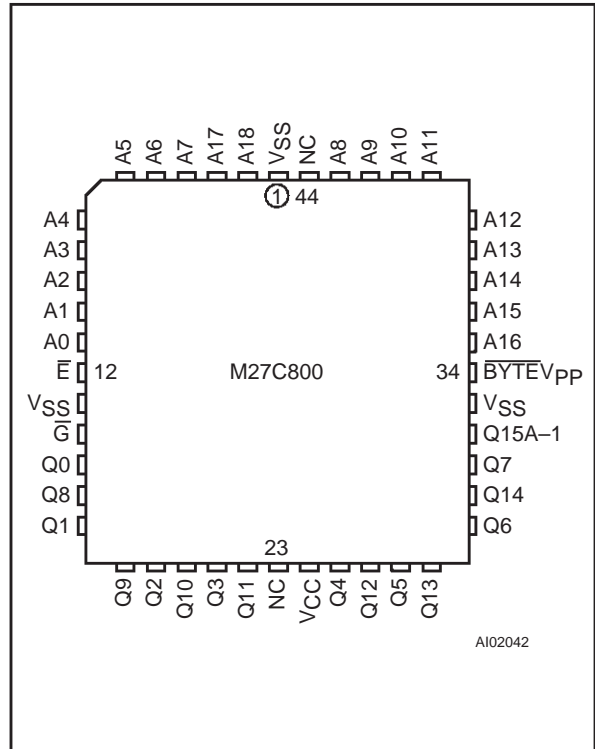 A5 A6 A7 A17 A18 VSS NC A8 A9 A10 A11
1 44
A4 A12
A3 A13
A2 A14
A1 A15
A0 A16
E̅ 12 M27C800 34 B̅Y̅T̅E̅VPP
VSS VSS
G̅ Q15A–1
Q0 Q7
Q8 Q14
Q1 Q6
23
Q9 Q2 Q10 Q3 Q11 NC VCC Q4 Q12 Q5 Q13
AI02042